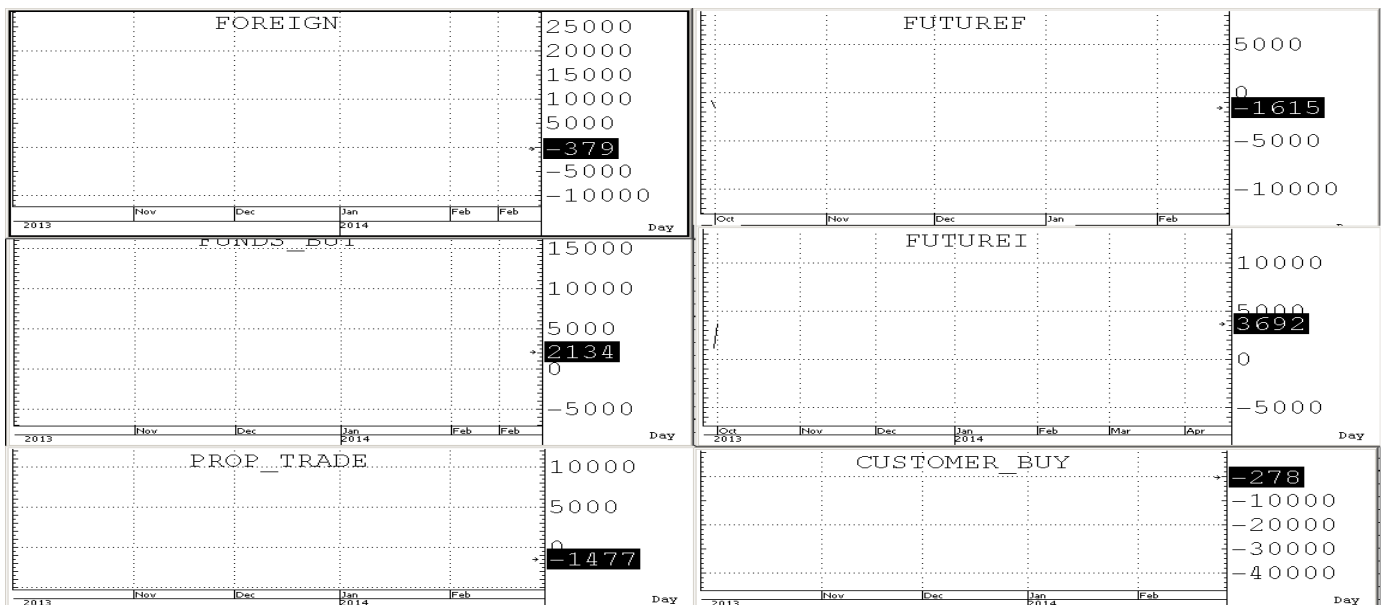 FOREIGN
25000
20000
15000
10000
5000
-379
-5000
-10000
Nov Dec Jan Feb Feb
2013 2014 Day
FUTUREF
5000
0
-1615
-5000
-10000
Oct Nov Dec Jan Feb
FUNDS_BUY
15000
10000
5000
2134
0
-5000
Nov Dec Jan Feb Feb
2013 2014 Day
FUTUREI
10000
5000
3692
0
-5000
Oct Nov Dec Jan Feb Mar Apr
2013 2014 Day
PROP_TRADE
10000
5000
0
-1477
Nov Dec Jan Feb
2013 2014 Day
CUSTOMER_BUY
-278
-10000
-20000
-30000
-40000
Nov Dec Jan Feb
2013 2014 Day